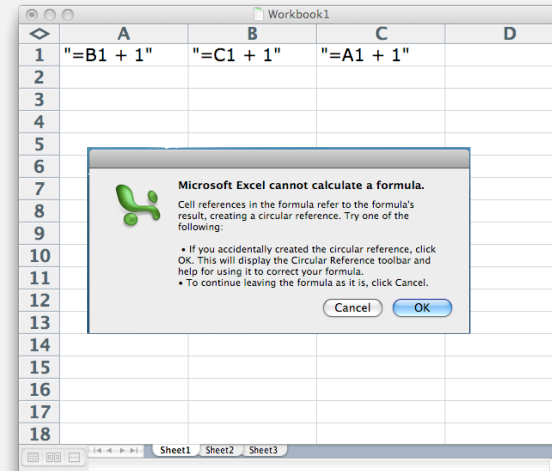 Workbook1
A B C D
1 "=B1 + 1" "=C1 + 1" "=A1 + 1"
2
3
4
5
6
7
8
9
10
11
12
13
14
15
16
17
18
Microsoft Excel cannot calculate a formula.
Cell references in the formula refer to the formula's
result, creating a circular reference. Try one of the
following:
• If you accidentally created the circular reference, click
OK. This will display the Circular Reference toolbar and
help for using it to correct your formula.
• To continue leaving the formula as it is, click Cancel.
Cancel OK
Sheet1 Sheet2 Sheet3